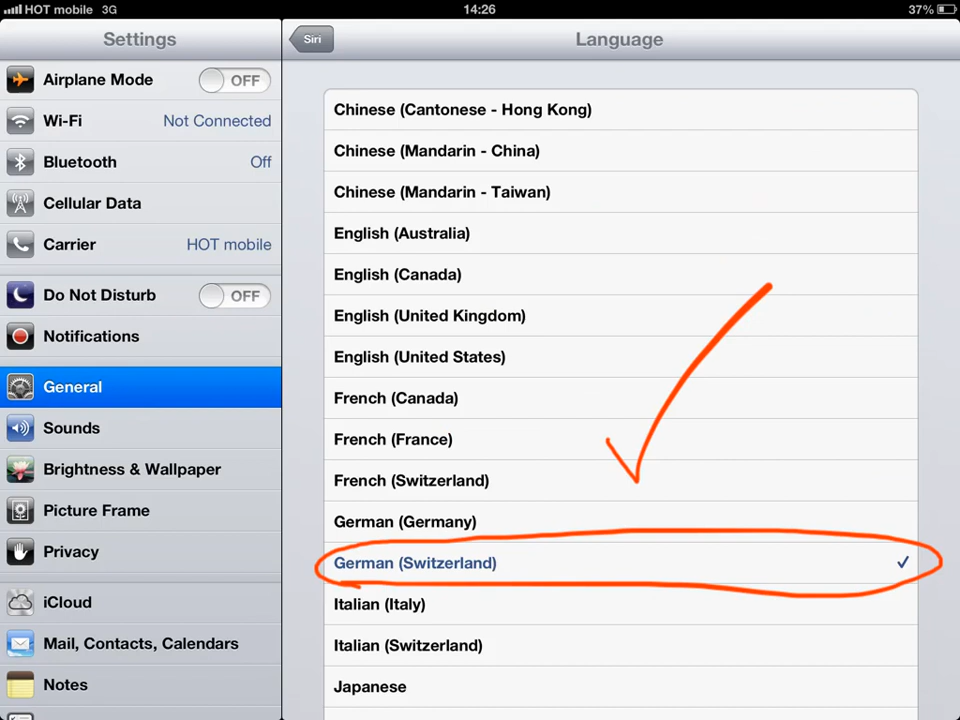 HOT mobile 3G 14:26 37%
Settings
Airplane Mode OFF
Wi-Fi Not Connected
Bluetooth Off
Cellular Data
Carrier HOT mobile
Do Not Disturb OFF
Notifications
General
Sounds
Brightness & Wallpaper
Picture Frame
Privacy
iCloud
Mail, Contacts, Calendars
Notes
Siri Language
Chinese (Cantonese - Hong Kong)
Chinese (Mandarin - China)
Chinese (Mandarin - Taiwan)
English (Australia)
English (Canada)
English (United Kingdom)
English (United States)
French (Canada)
French (France)
French (Switzerland)
German (Germany)
German (Switzerland)
Italian (Italy)
Italian (Switzerland)
Japanese